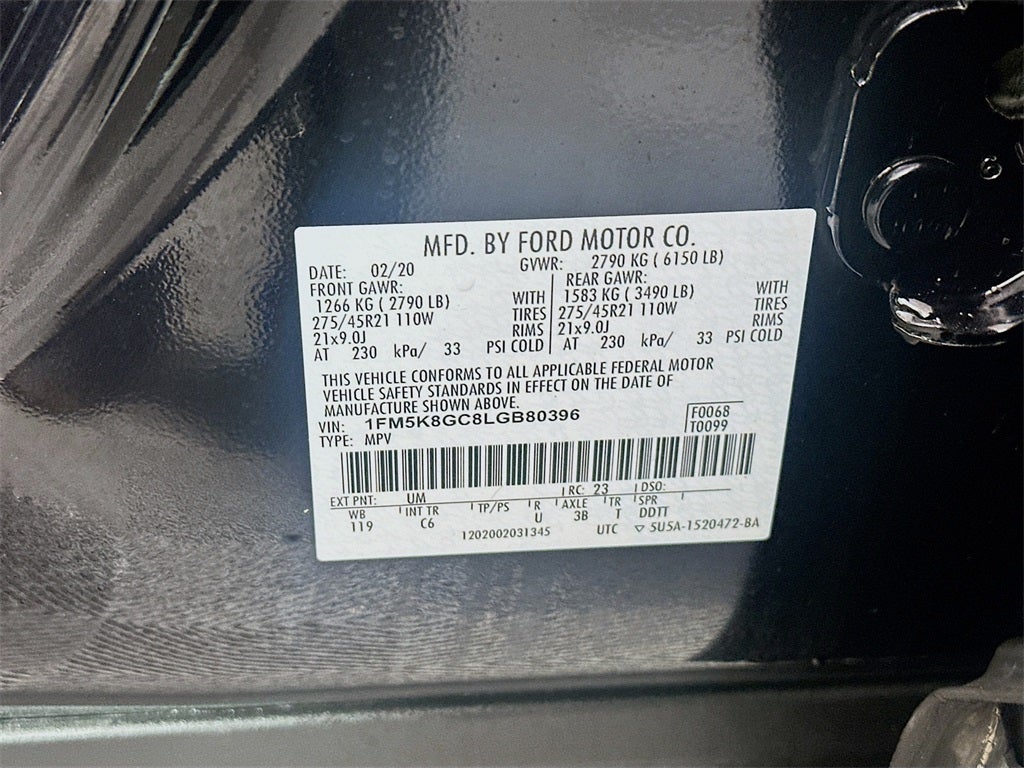 MFD. BY FORD MOTOR CO.
DATE: 02/20 GVWR: 2790 KG ( 6150 LB)
FRONT GAWR:
1266 KG ( 2790 LB) WITH
275/45R21 110W TIRES
21x9.0J RIMS
AT 230 kPa/ 33 PSI COLD
REAR GAWR:
1583 KG ( 3490 LB) WITH
275/45R21 110W TIRES
21x9.0J RIMS
AT 230 kPa/ 33 PSI COLD
THIS VEHICLE CONFORMS TO ALL APPLICABLE FEDERAL MOTOR
VEHICLE SAFETY STANDARDS IN EFFECT ON THE DATE OF
MANUFACTURE SHOWN ABOVE.
VIN: 1FM5K8GC8LGB80396
TYPE: MPV
F0068
T0099
EXT PNT: UM RC: 23 DSO:
WB INT TR TP/PS R AXLE TR SPR
119 C6 U 3B T DDTT
1202002031345 UTC ▽ 5U5A-1520472-BA